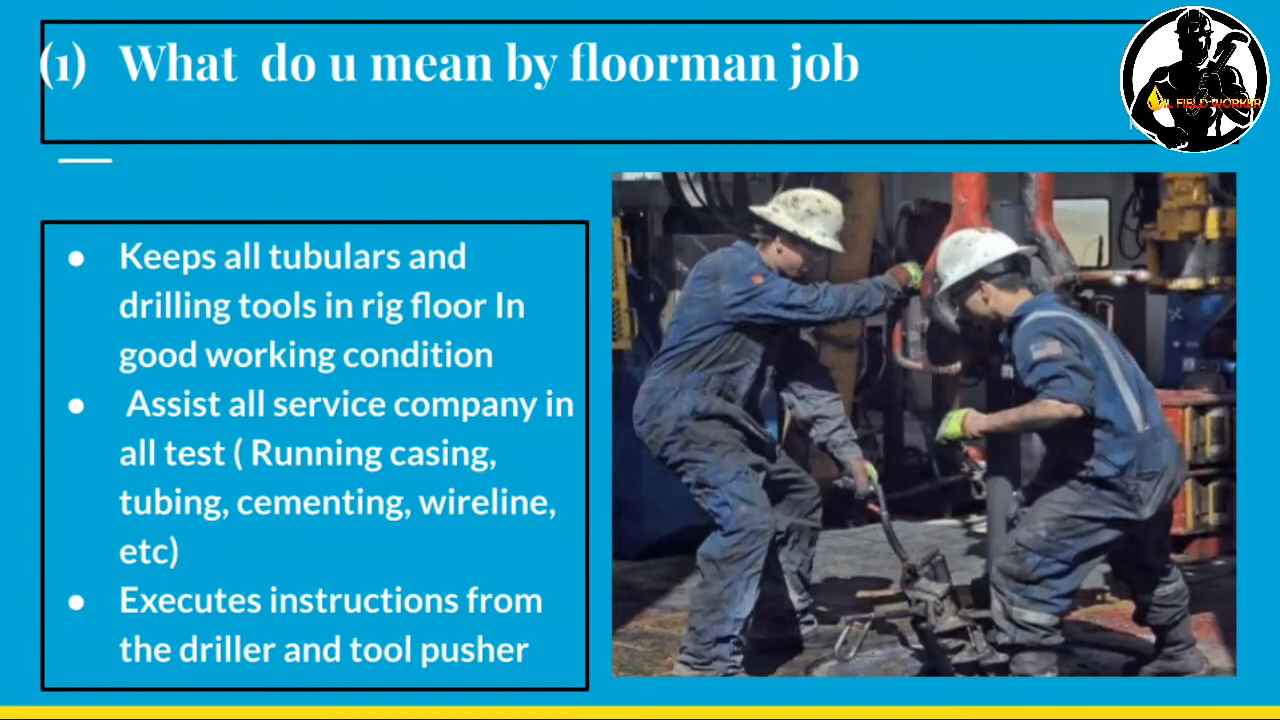 (1) What do u mean by floorman job
OIL FIELD WORKER
● Keeps all tubulars and
drilling tools in rig floor In
good working condition
● Assist all service company in
all test ( Running casing,
tubing, cementing, wireline,
etc)
● Executes instructions from
the driller and tool pusher